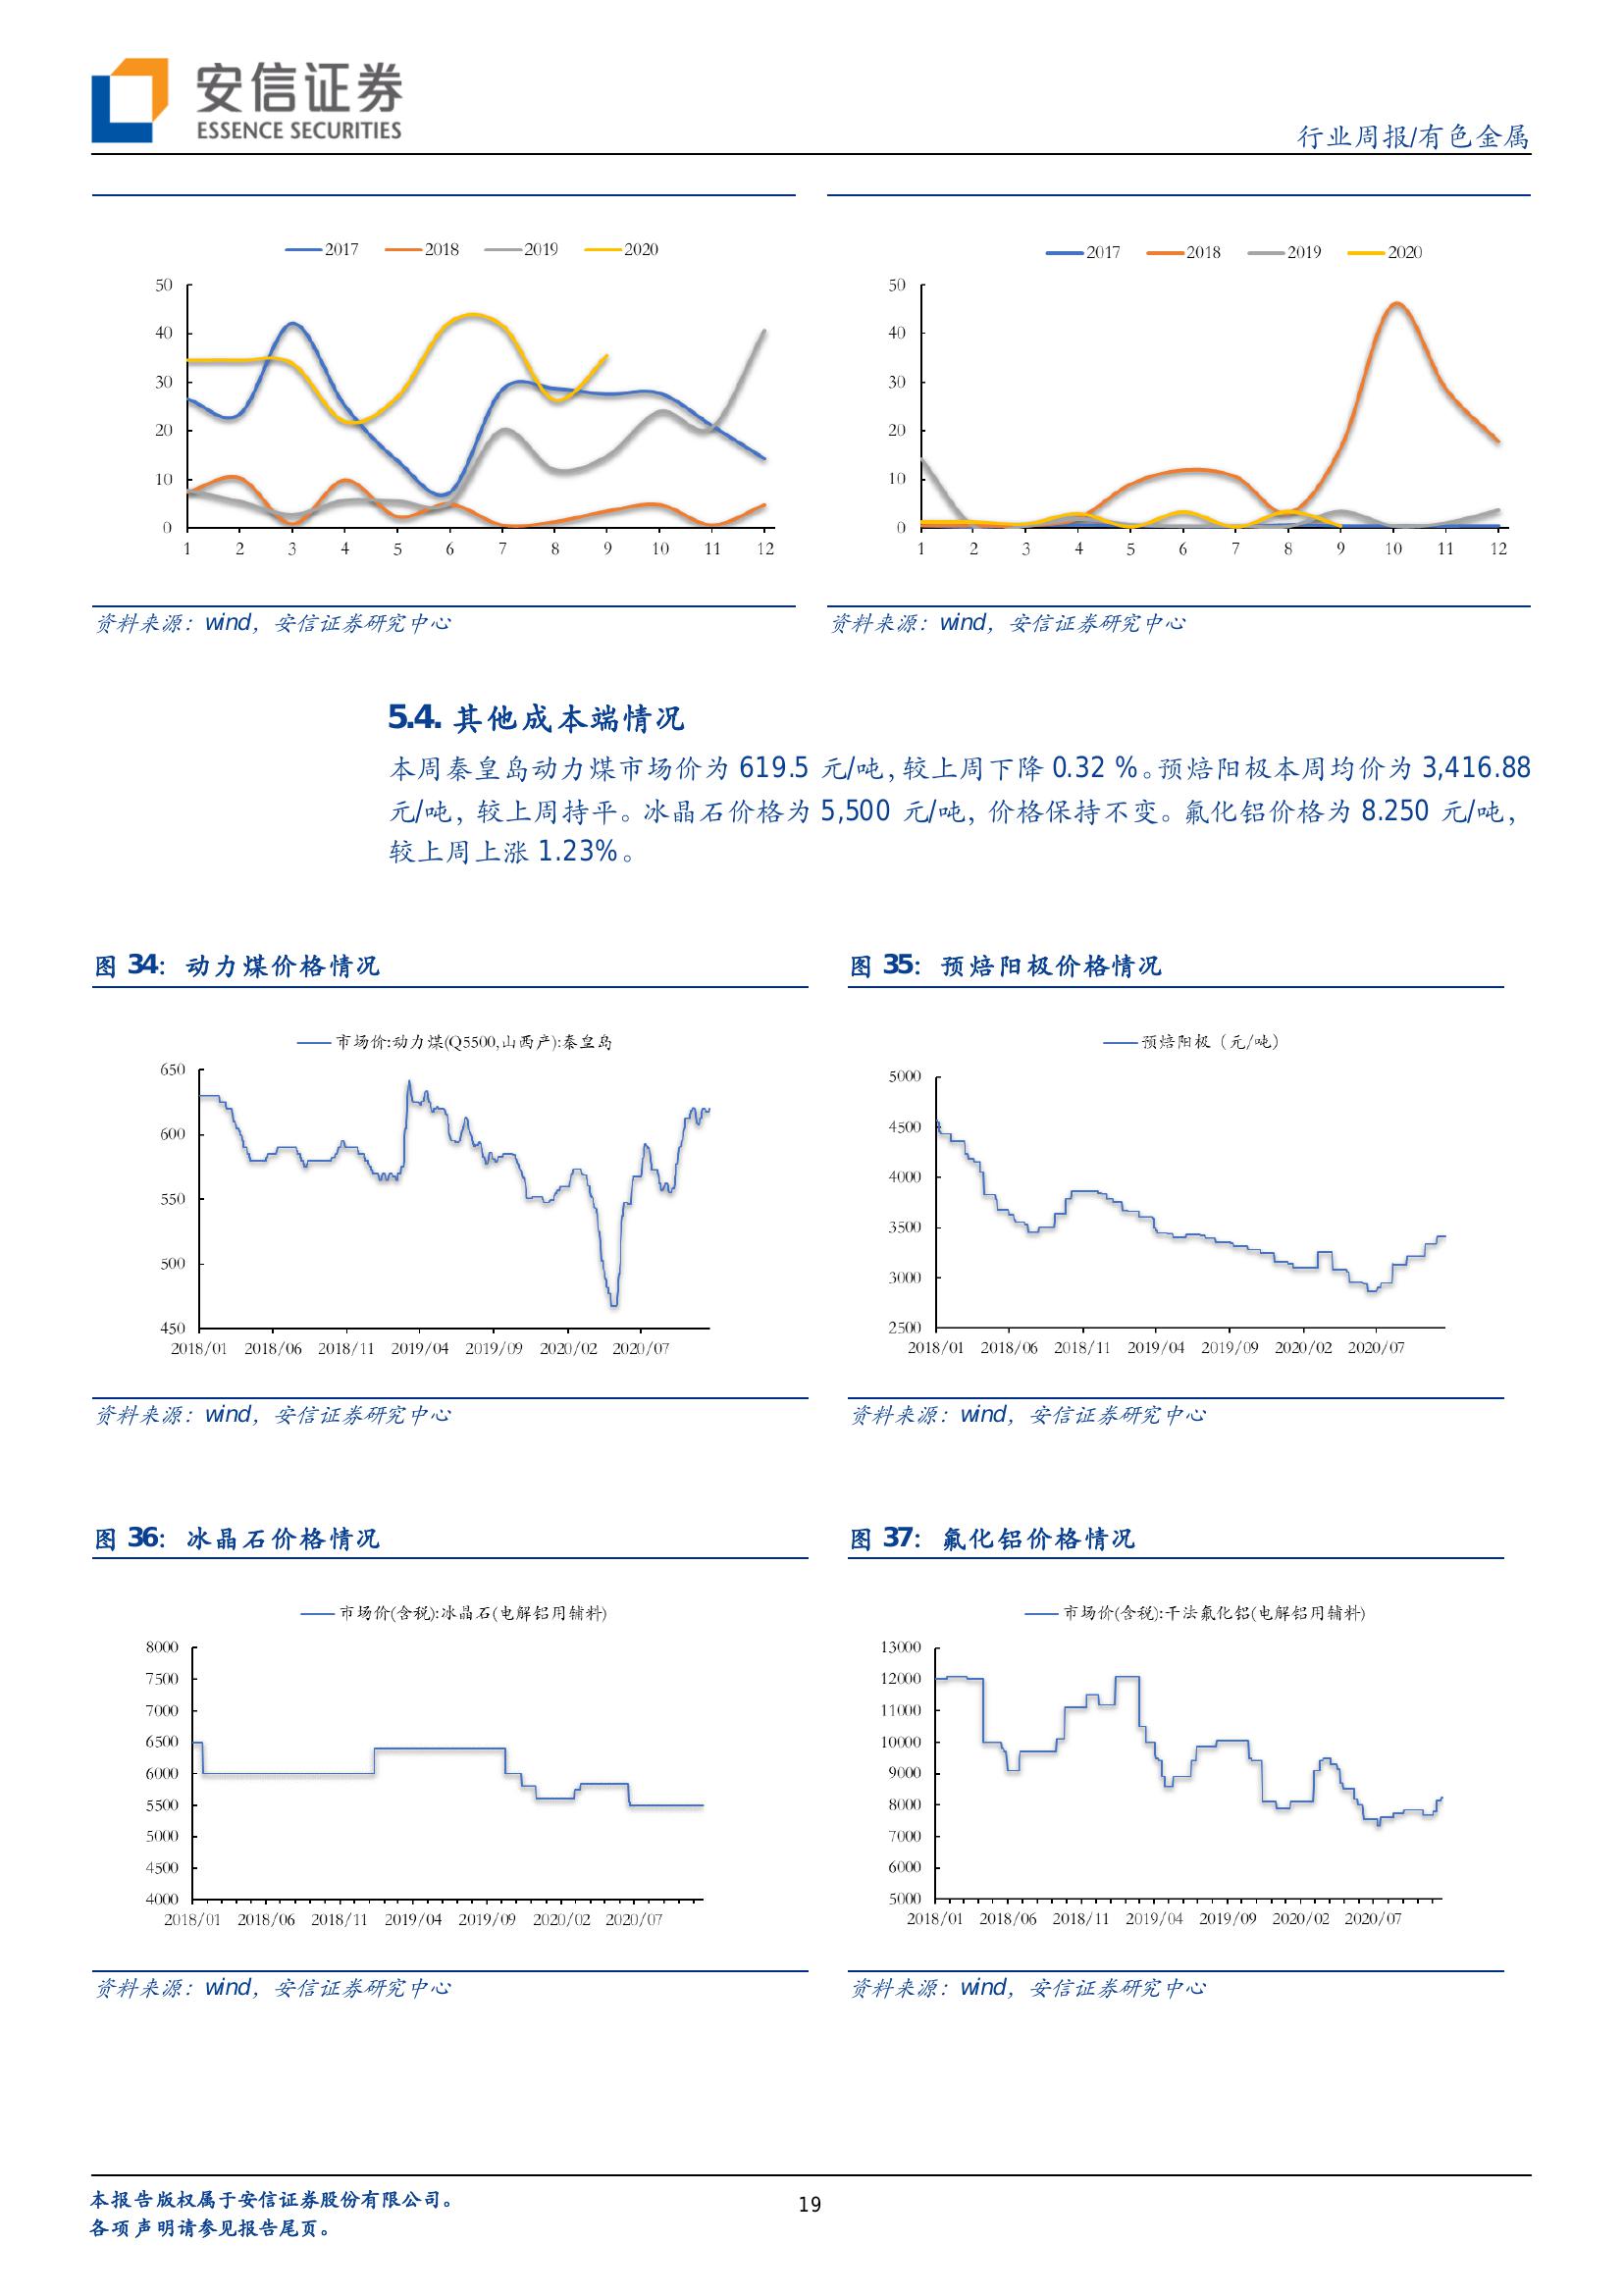 安信证券
ESSENCE SECURITIES
行业周报/有色金属
2017 2018 2019 2020
50
40
30
20
10
0
1 2 3 4 5 6 7 8 9 10 11 12
资料来源：wind，安信证券研究中心
2017 2018 2019 2020
50
40
30
20
10
0
1 2 3 4 5 6 7 8 9 10 11 12
资料来源：wind，安信证券研究中心
5.4. 其他成本端情况
本周秦皇岛动力煤市场价为 619.5 元/吨，较上周下降 0.32 %。预焙阳极本周均价为 3,416.88
元/吨，较上周持平。冰晶石价格为 5,500 元/吨，价格保持不变。氟化铝价格为 8.250 元/吨，
较上周上涨 1.23%。
图 34：动力煤价格情况
市场价:动力煤(Q5500,山西产):秦皇岛
650
600
550
500
450
2018/01 2018/06 2018/11 2019/04 2019/09 2020/02 2020/07
资料来源：wind，安信证券研究中心
图 35：预焙阳极价格情况
预焙阳极（元/吨）
5000
4500
4000
3500
3000
2500
2018/01 2018/06 2018/11 2019/04 2019/09 2020/02 2020/07
资料来源：wind，安信证券研究中心
图 36：冰晶石价格情况
市场价(含税):冰晶石(电解铝用辅料)
8000
7500
7000
6500
6000
5500
5000
4500
4000
2018/01 2018/06 2018/11 2019/04 2019/09 2020/02 2020/07
资料来源：wind，安信证券研究中心
图 37：氟化铝价格情况
市场价(含税):干法氟化铝(电解铝用辅料)
13000
12000
11000
10000
9000
8000
7000
6000
5000
2018/01 2018/06 2018/11 2019/04 2019/09 2020/02 2020/07
资料来源：wind，安信证券研究中心
本报告版权属于安信证券股份有限公司。
各项声明请参见报告尾页。
19